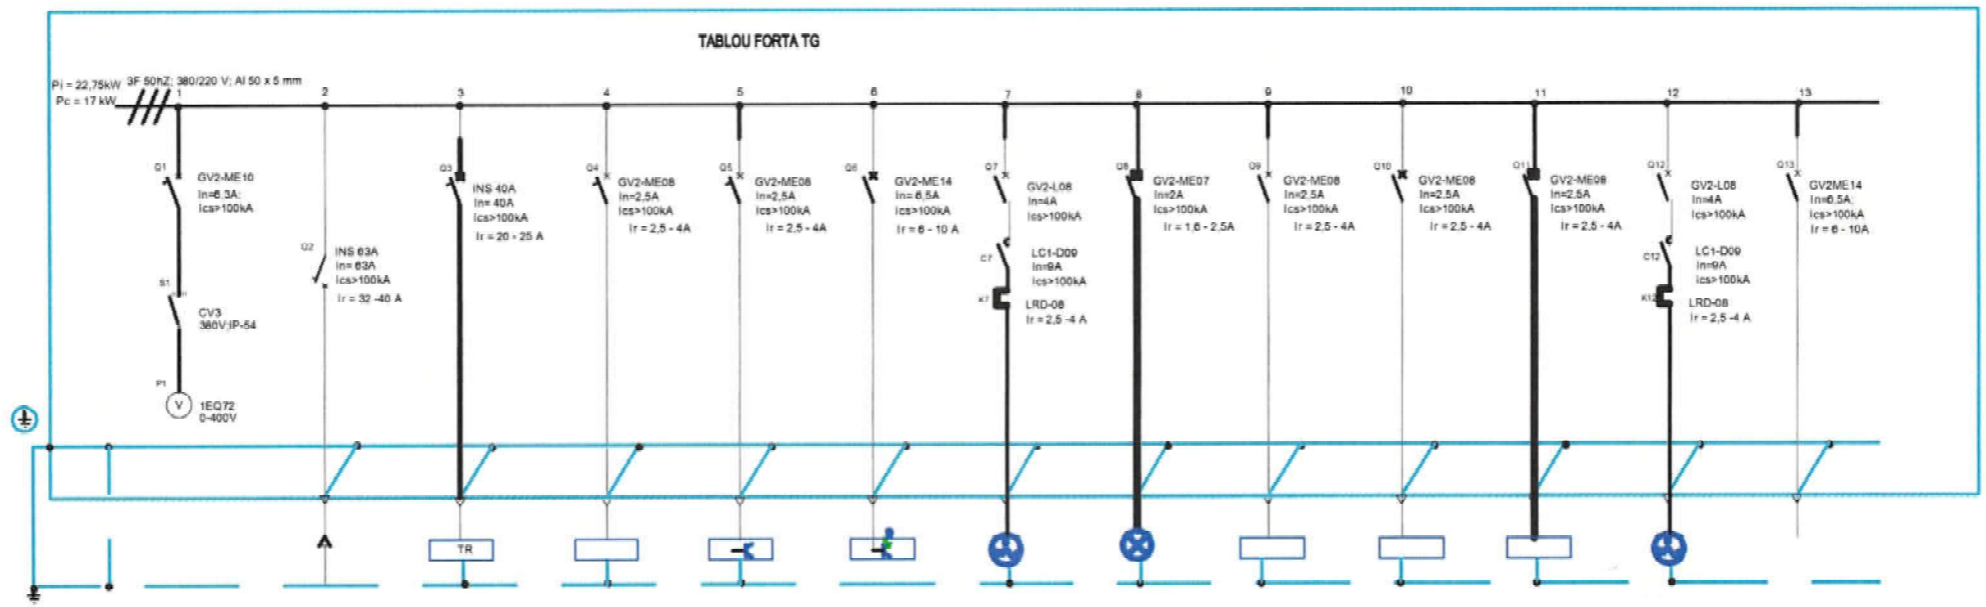 TABLOU FORTA TG
Pi = 22,75kW
Pc = 17 kW
3F 50hZ; 380/220 V; Al 50 x 5 mm
1
2
3
4
5
6
7
8
9
10
11
12
13
Q1
GV2-ME10
In=6,3A;
Ics>100kA
S1
CV3
380V;IP-54
P1
V
1EQ72
0-400V
Q2
INS 63A
In= 63A
Ics>100kA
Ir = 32 -40 A
Q3
INS 40A
In= 40A
Ics>100kA
Ir = 20 - 25 A
TR
Q4
GV2-ME08
In=2,5A
Ics>100kA
Ir = 2,5 - 4A
Q5
GV2-ME08
In=2,5A
Ics>100kA
Ir = 2,5 - 4A
Q6
GV2-ME14
In= 6,5A
Ics>100kA
Ir = 6 - 10 A
Q7
GV2-L08
In=4A
Ics>100kA
C7
LC1-D09
In=9A
Ics>100kA
K7
LRD-08
Ir = 2,5 -4 A
Q8
GV2-ME07
In=2A
Ics>100kA
Ir = 1,6 - 2,5A
Q9
GV2-ME08
In=2.5A
Ics>100kA
Ir = 2,5 - 4A
Q10
GV2-ME08
In=2.5A
Ics>100kA
Ir = 2,5 - 4A
Q11
GV2-ME08
In=2.5A
Ics>100kA
Ir = 2,5 - 4A
Q12
GV2-L08
In=4A
Ics>100kA
C12
LC1-D09
In=9A
Ics>100kA
K12
LRD-08
Ir = 2,5 -4 A
Q13
GV2ME14
In=6.5A;
Ics>100kA
Ir = 6 - 10A